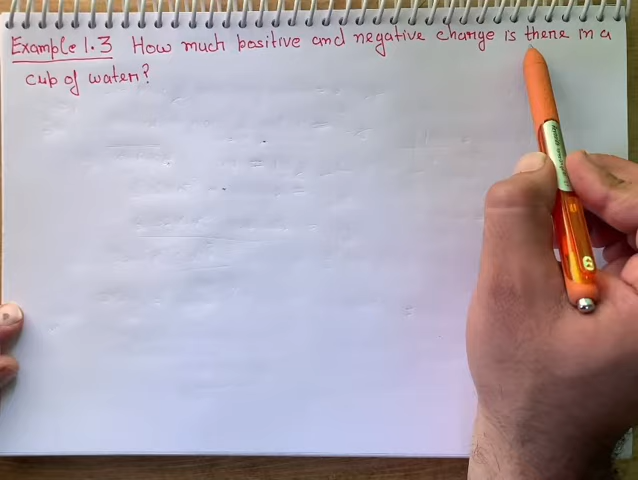 Example 1.3 How much positive and negative charge is there in a
cup of water?